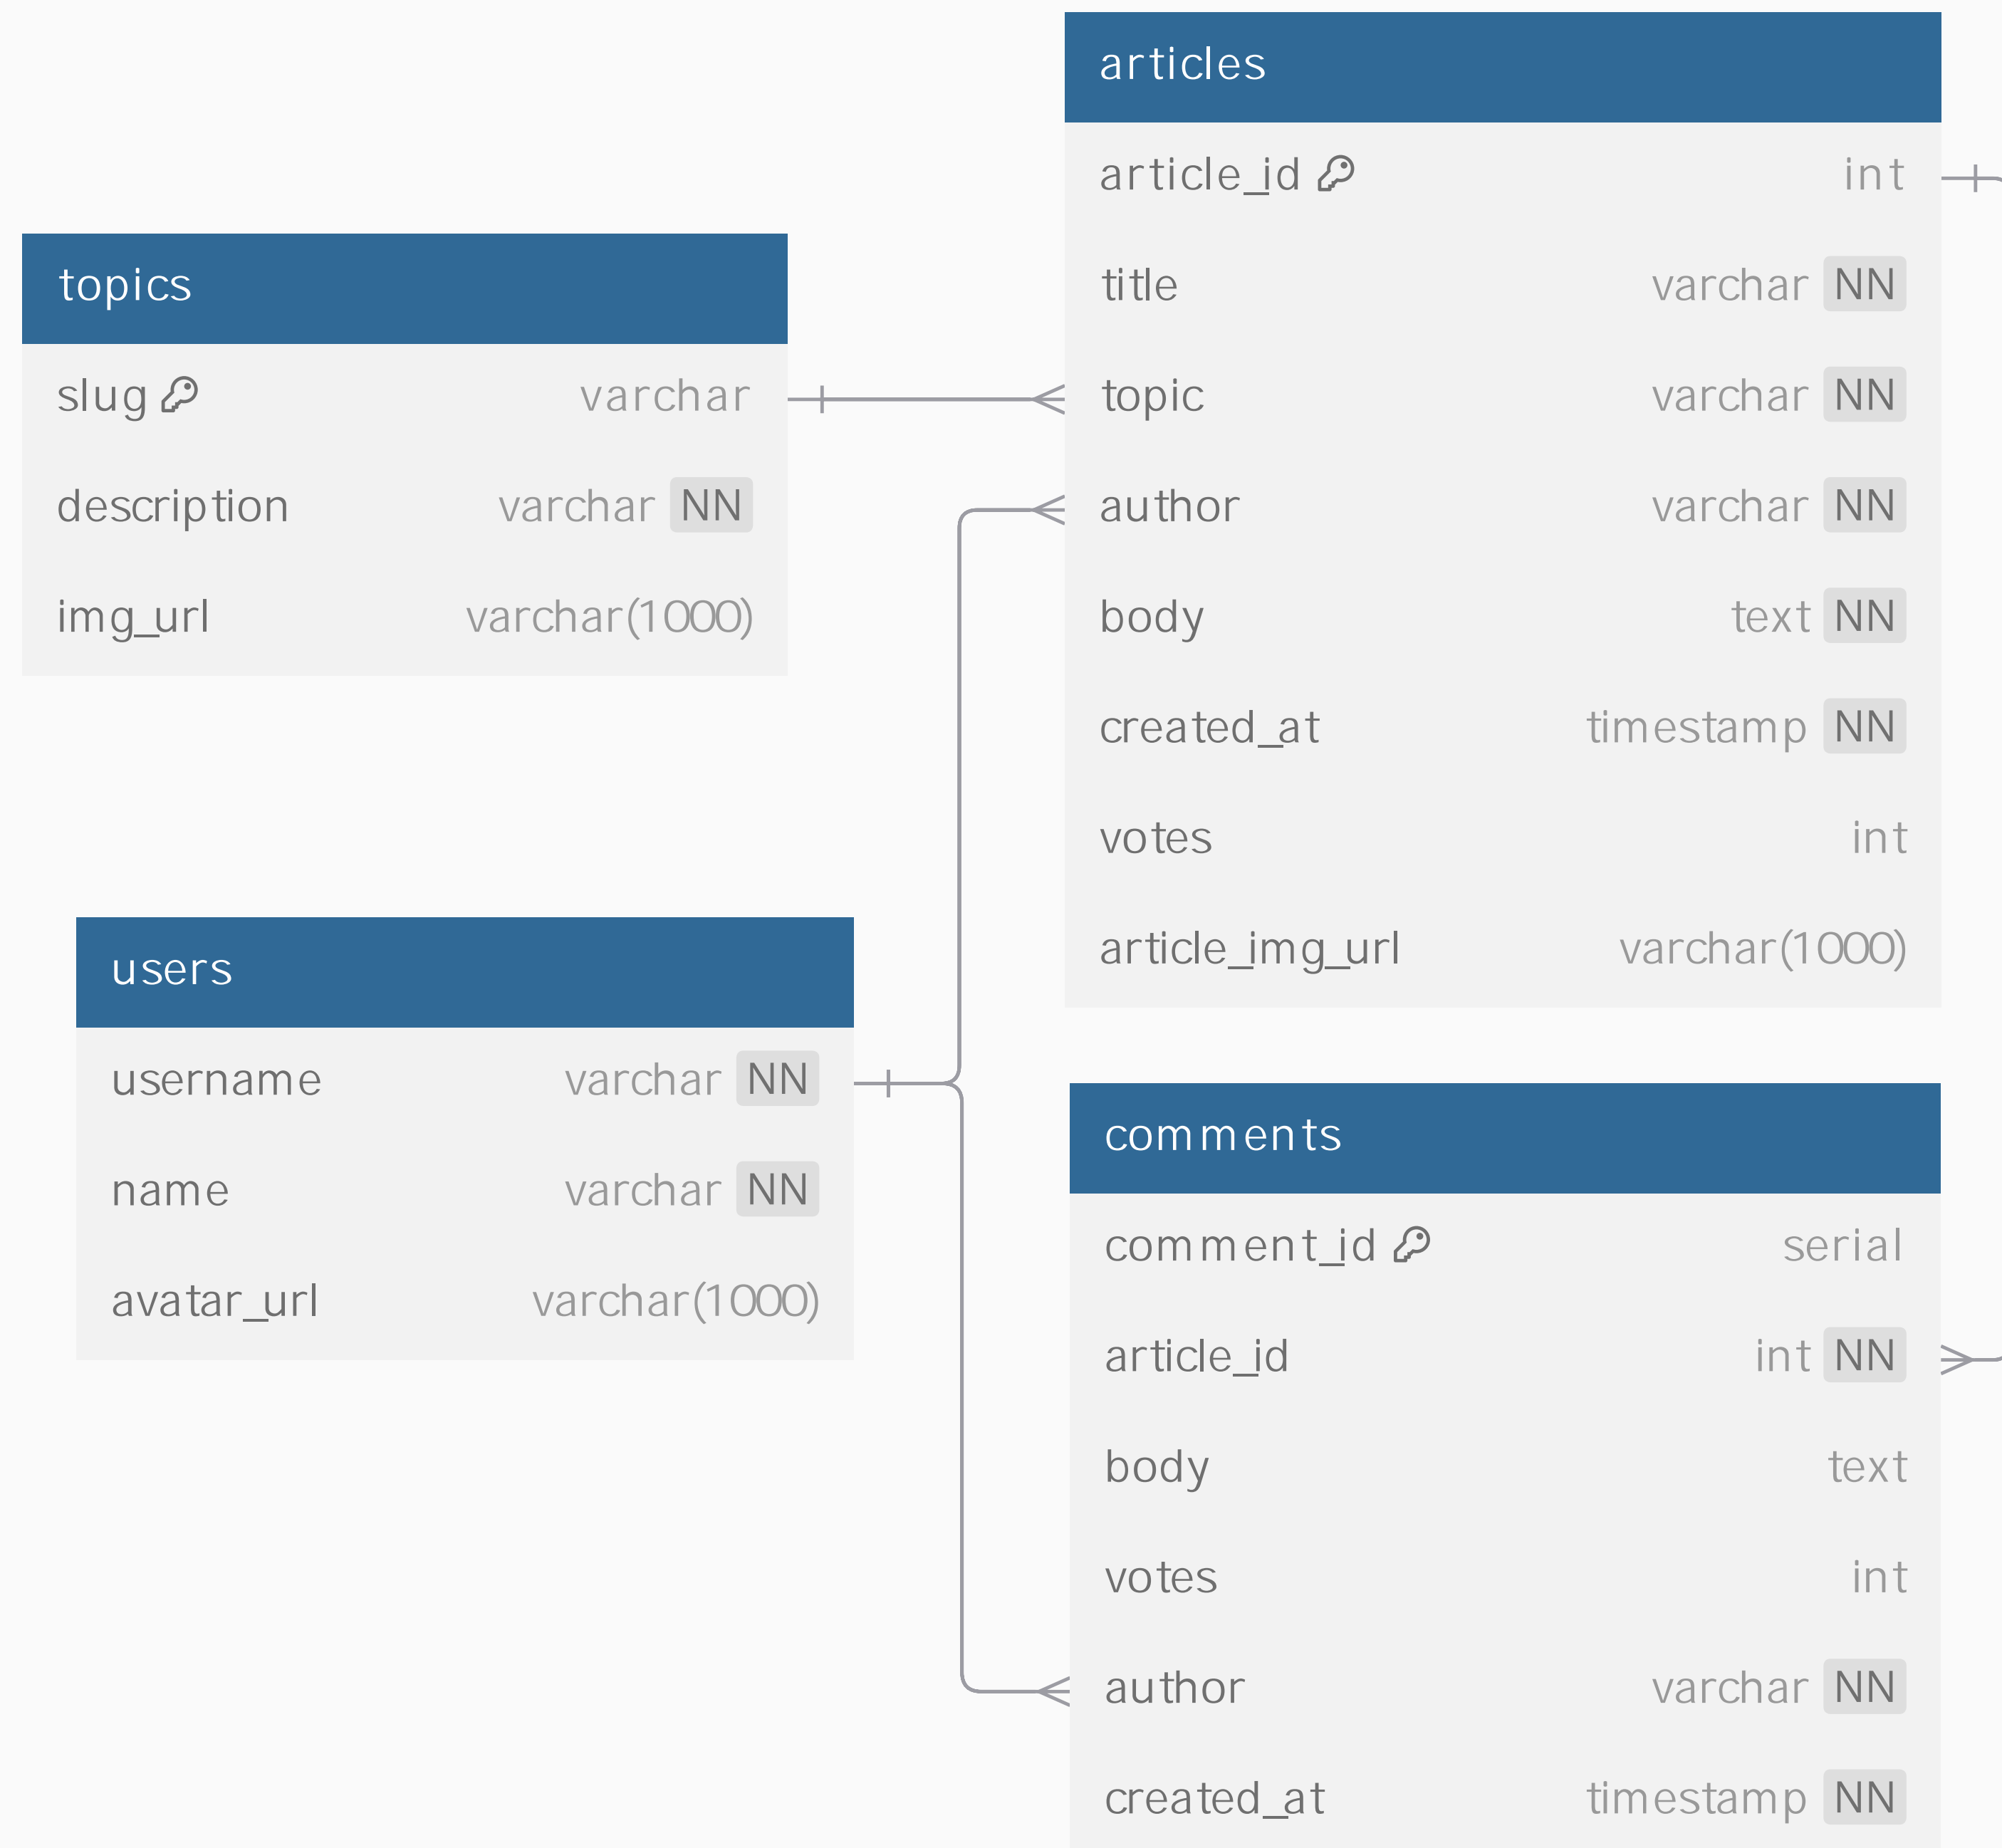 topics
slug varchar
description varchar NN
img_url varchar(1000)
users
username varchar NN
name varchar NN
avatar_url varchar(1000)
articles
article_id int
title varchar NN
topic varchar NN
author varchar NN
body text NN
created_at timestamp NN
votes int
article_img_url varchar(1000)
comments
comment_id serial
article_id int NN
body text
votes int
author varchar NN
created_at timestamp NN